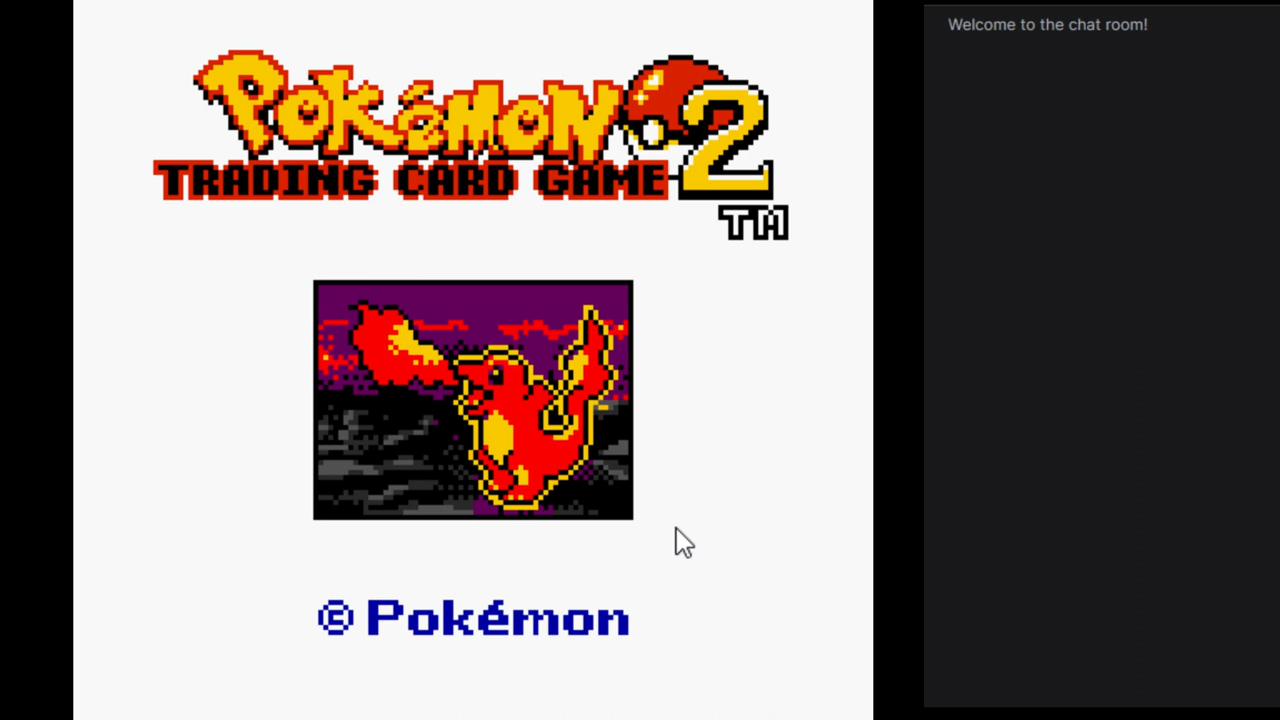 Welcome to the chat room!
Pokémon
TRADING CARD GAME 2
TM
© Pokémon